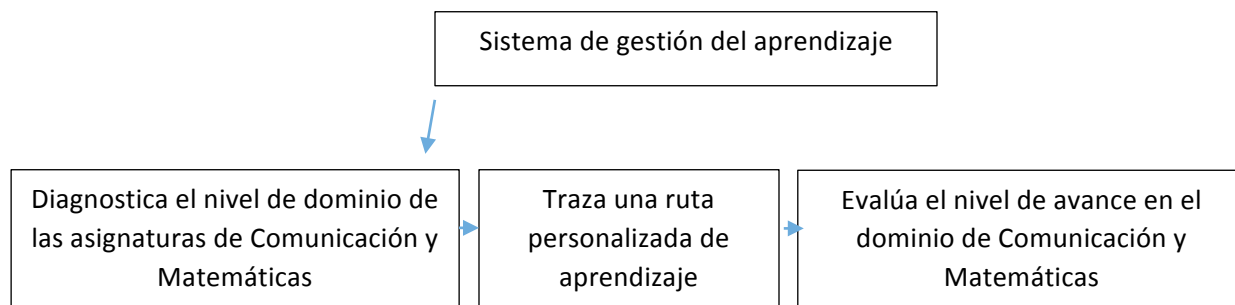 Sistema de gestión del aprendizaje
Diagnostica el nivel de dominio de
las asignaturas de Comunicación y
Matemáticas
Traza una ruta
personalizada de
aprendizaje
Evalúa el nivel de avance en el
dominio de Comunicación y
Matemáticas